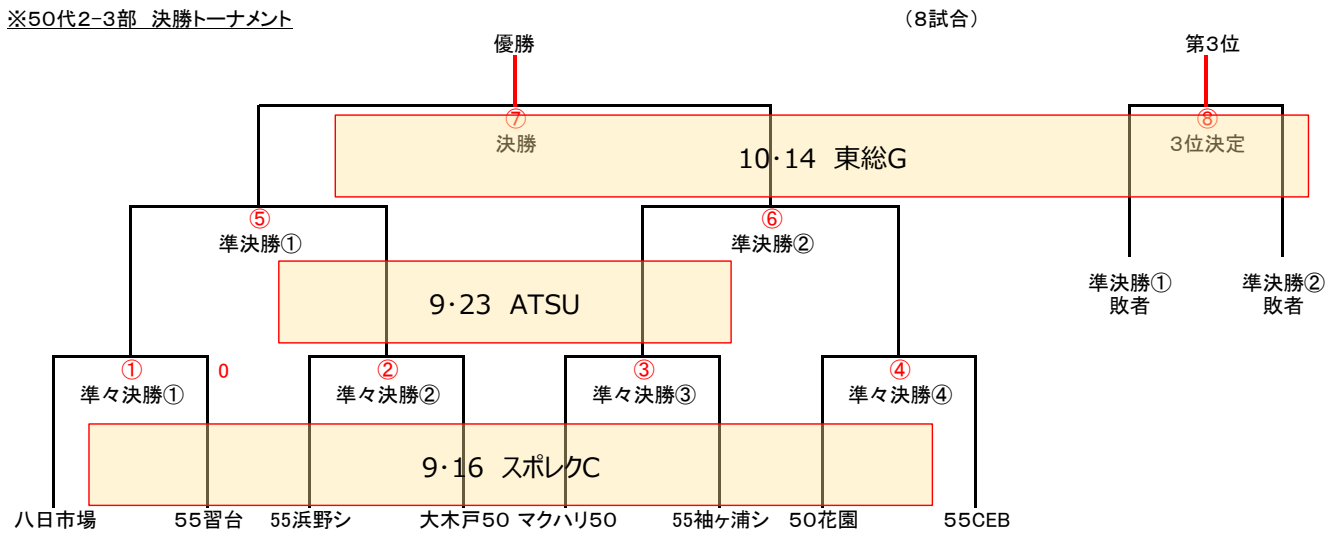 ※50代2-3部 決勝トーナメント
（8試合）
優勝
第3位
⑦
決勝
⑧
3位決定
10・14 東総G
⑤
準決勝①
⑥
準決勝②
準決勝①
敗者
準決勝②
敗者
9・23 ATSU
①
0
準々決勝①
②
準々決勝②
③
準々決勝③
④
準々決勝④
9・16 スポレクC
八日市場
55習台
55浜野シ
大木戸50
マクハリ50
55袖ヶ浦シ
50花園
55CEB